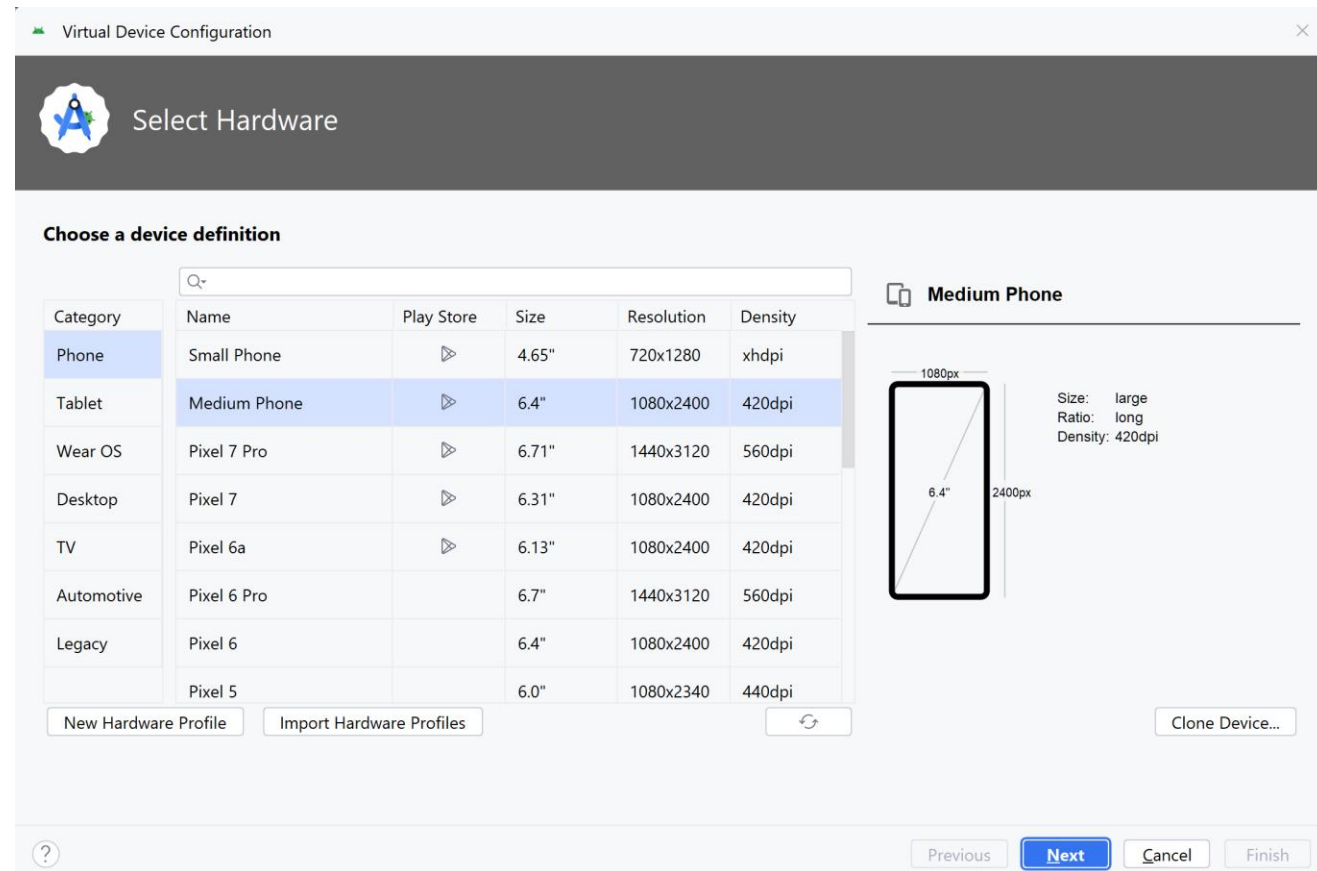 Virtual Device Configuration
Select Hardware
Choose a device definition
Category Name Play Store Size Resolution Density
Phone Small Phone 4.65" 720x1280 xhdpi
Tablet Medium Phone 6.4" 1080x2400 420dpi
Wear OS Pixel 7 Pro 6.71" 1440x3120 560dpi
Desktop Pixel 7 6.31" 1080x2400 420dpi
TV Pixel 6a 6.13" 1080x2400 420dpi
Automotive Pixel 6 Pro 6.7" 1440x3120 560dpi
Legacy Pixel 6 6.4" 1080x2400 420dpi
Pixel 5 6.0" 1080x2340 440dpi
New Hardware Profile Import Hardware Profiles
Medium Phone
1080px
Size: large
Ratio: long
Density: 420dpi
6.4" 2400px
Clone Device...
? Previous Next Cancel Finish